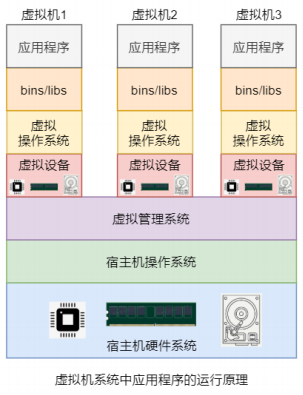 虚拟机1 虚拟机2 虚拟机3
应用程序 应用程序 应用程序
bins/libs bins/libs bins/libs
虚拟 虚拟 虚拟
操作系统 操作系统 操作系统
虚拟设备 虚拟设备 虚拟设备
虚拟管理系统
宿主机操作系统
宿主机硬件系统
虚拟机系统中应用程序的运行原理